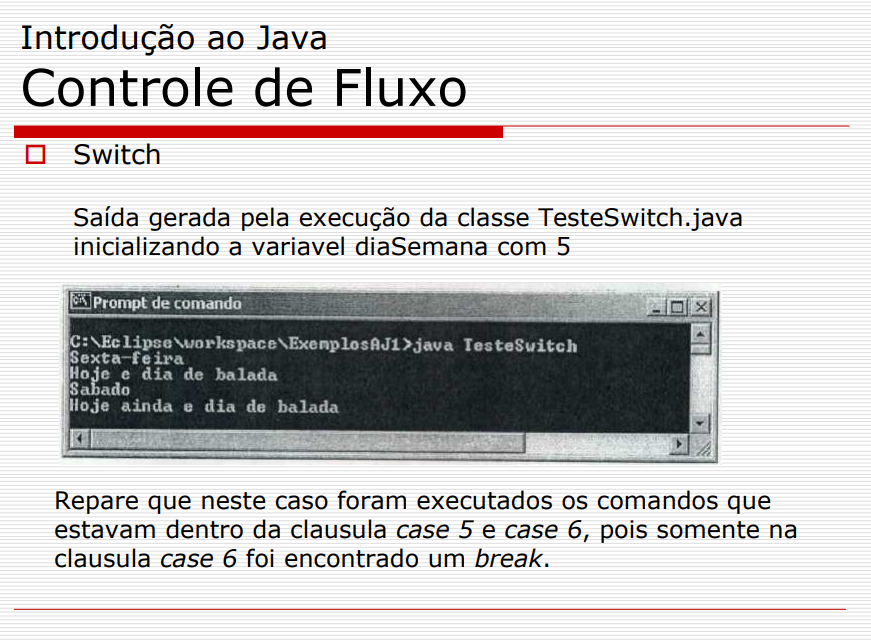 Introdução ao Java
Controle de Fluxo
Switch
Saída gerada pela execução da classe TesteSwitch.java
inicializando a variavel diaSemana com 5
Prompt de comando
C:\Eclipse\workspace\ExemplosAJ1>java TesteSwitch
Sexta-feira
Hoje e dia de balada
Sabado
Hoje ainda e dia de balada
Repare que neste caso foram executados os comandos que
estavam dentro da clausula case 5 e case 6, pois somente na
clausula case 6 foi encontrado um break.